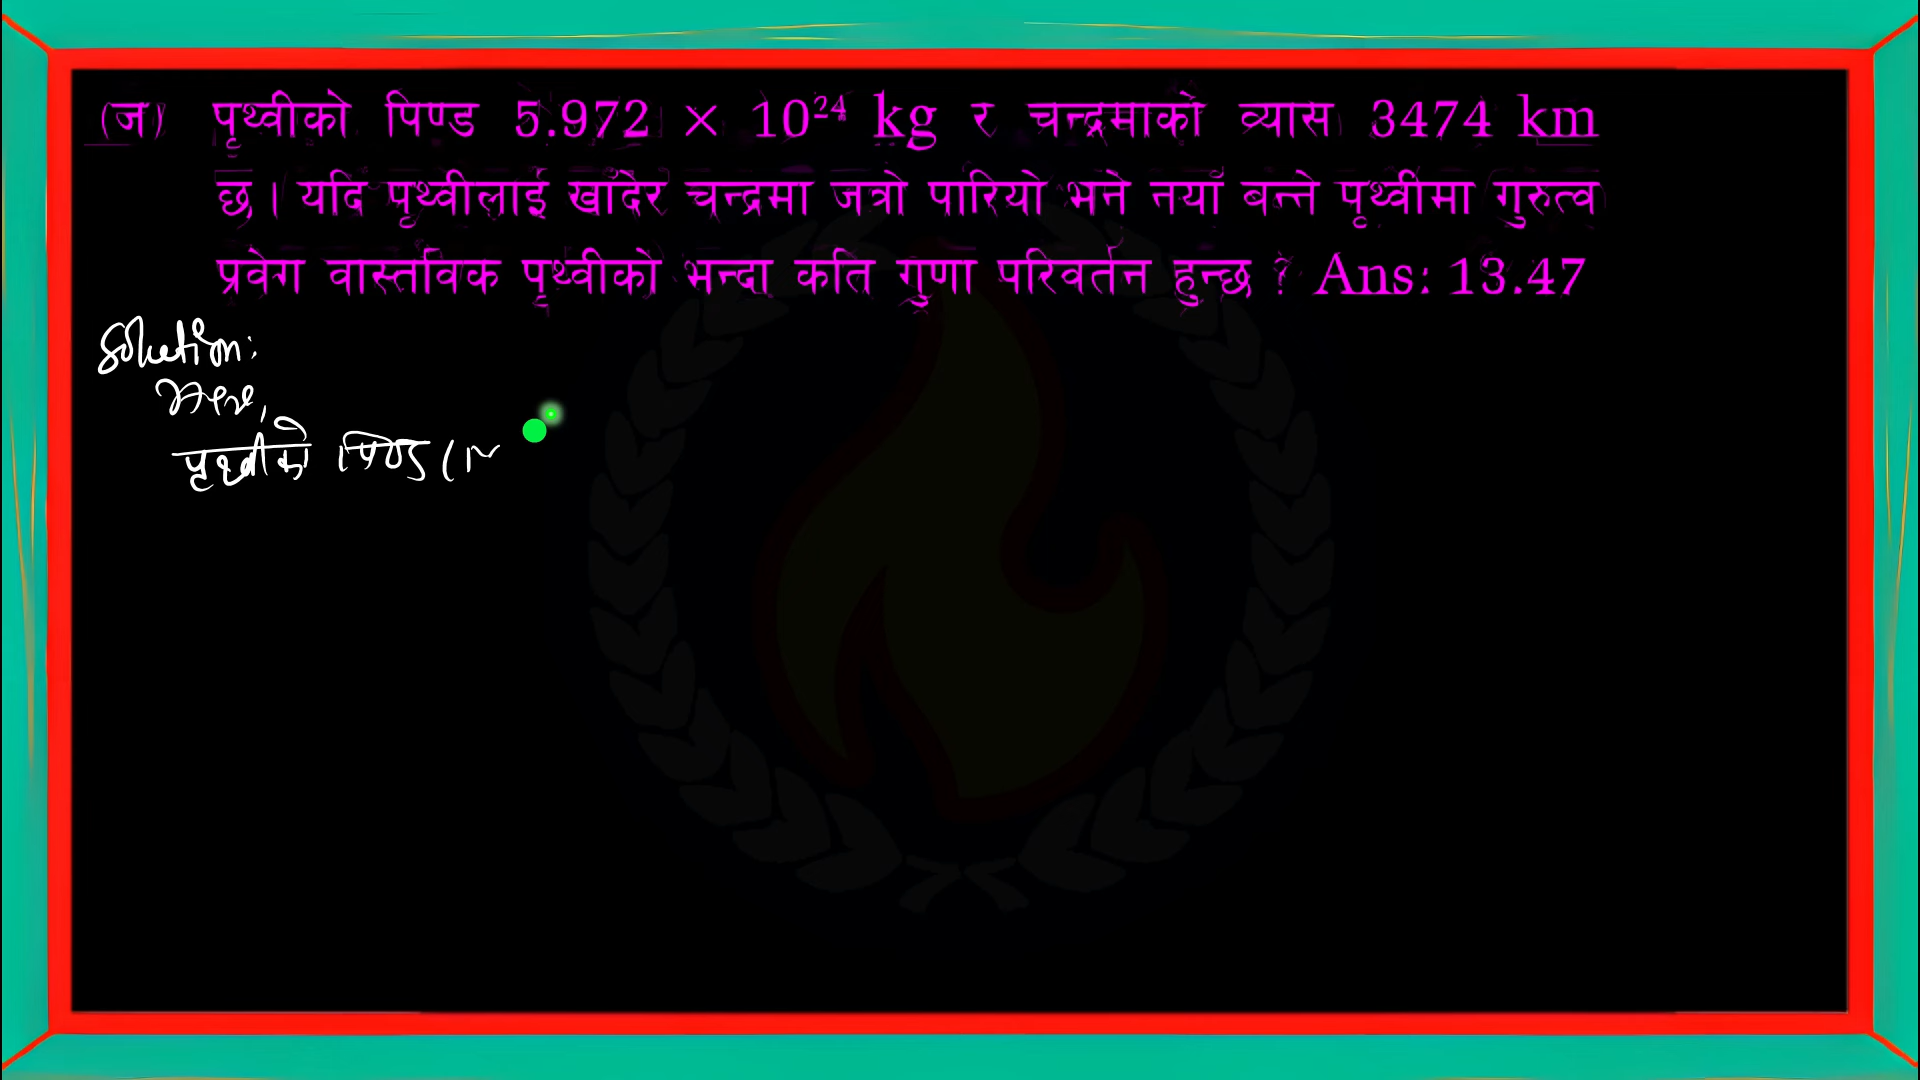 (ज) पृथ्वीको पिण्ड 5.972 × 10²⁴ kg र चन्द्रमाको व्यास 3474 km
छ। यदि पृथ्वीलाई खाँदेर चन्द्रमा जत्रो पारियो भने नयाँ बन्ने पृथ्वीमा गुरुत्व
प्रवेग वास्तविक पृथ्वीको भन्दा कति गुणा परिवर्तन हुन्छ ? Ans: 13.47
Solution:
Here,
पृथ्वीको पिण्ड (